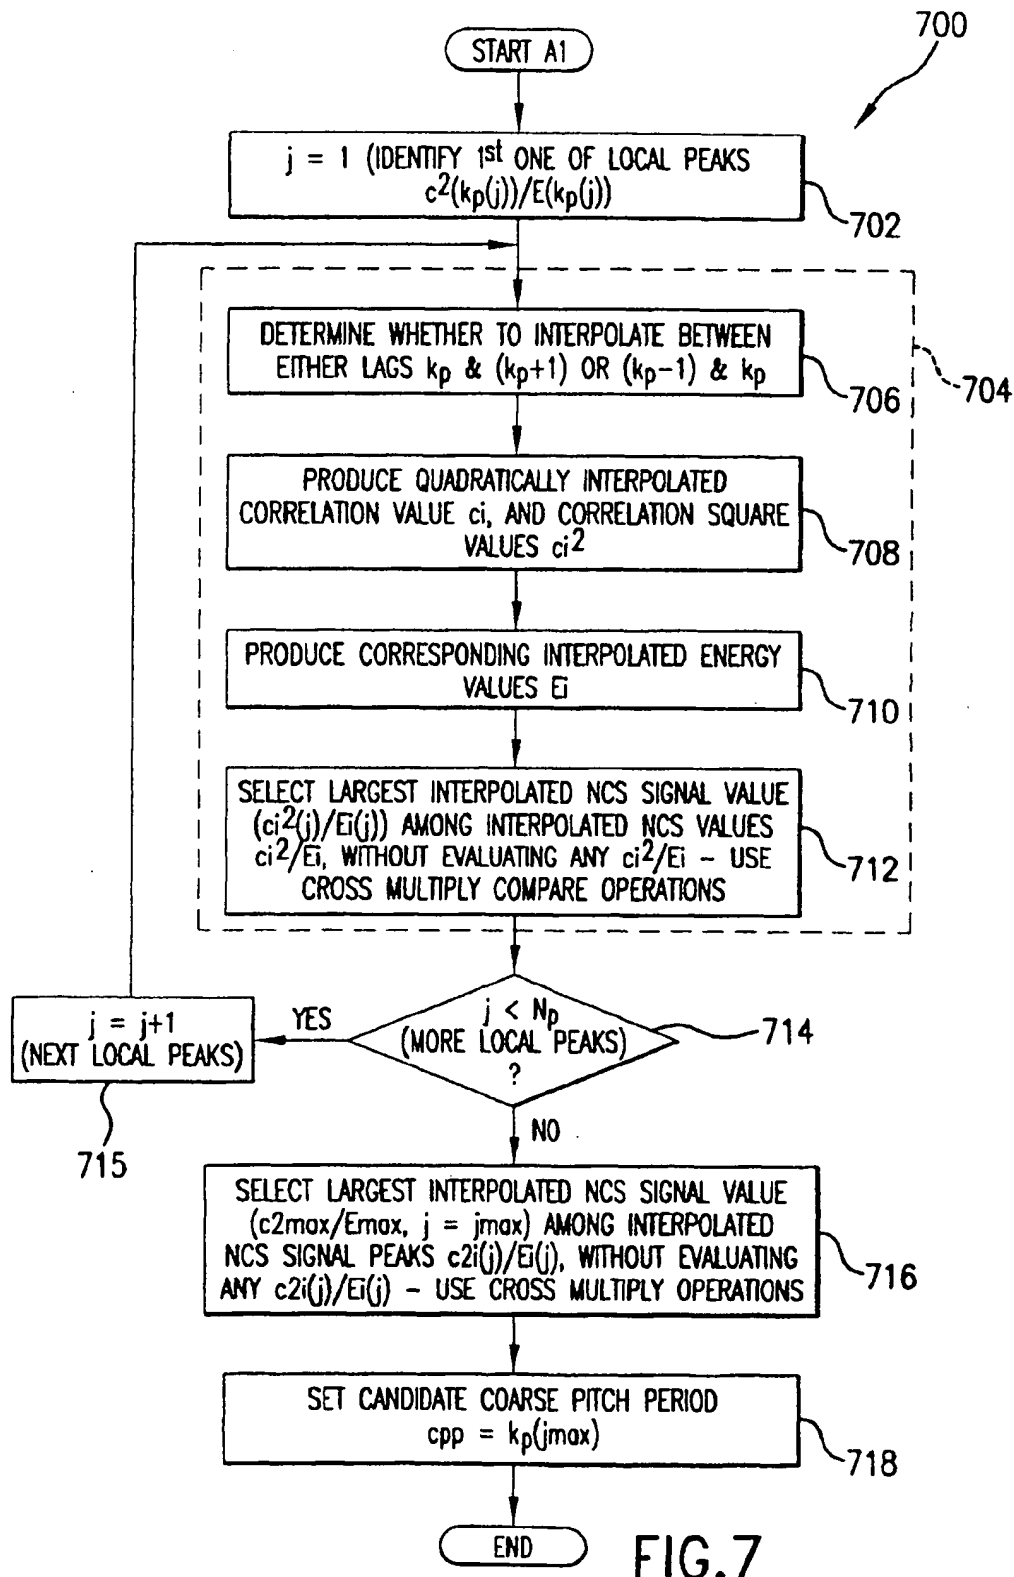 700
START A1
j = 1 (IDENTIFY 1st ONE OF LOCAL PEAKS
c²(kp(j))/E(kp(j))
702
DETERMINE WHETHER TO INTERPOLATE BETWEEN
EITHER LAGS kp & (kp+1) OR (kp-1) & kp
704
706
PRODUCE QUADRATICALLY INTERPOLATED
CORRELATION VALUE ci, AND CORRELATION SQUARE
VALUES ci²
708
PRODUCE CORRESPONDING INTERPOLATED ENERGY
VALUES Ei
710
SELECT LARGEST INTERPOLATED NCS SIGNAL VALUE
(ci²(j)/Ei(j)) AMONG INTERPOLATED NCS VALUES
ci²/Ei, WITHOUT EVALUATING ANY ci²/Ei - USE
CROSS MULTIPLY COMPARE OPERATIONS
712
j < Np
(MORE LOCAL PEAKS)
?
714
YES
j = j+1
(NEXT LOCAL PEAKS)
715
NO
SELECT LARGEST INTERPOLATED NCS SIGNAL VALUE
(c2max/Emax, j = jmax) AMONG INTERPOLATED
NCS SIGNAL PEAKS c2i(j)/Ei(j), WITHOUT EVALUATING
ANY c2i(j)/Ei(j) - USE CROSS MULTIPLY OPERATIONS
716
SET CANDIDATE COARSE PITCH PERIOD
cpp = kp(jmax)
718
END
FIG.7